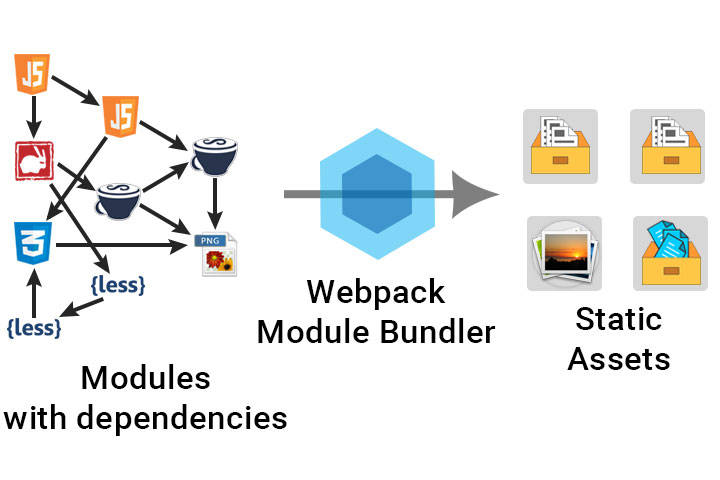 JS
JS
PNG
{less}
{less}
Modules
with dependencies
Webpack
Module Bundler
Static
Assets